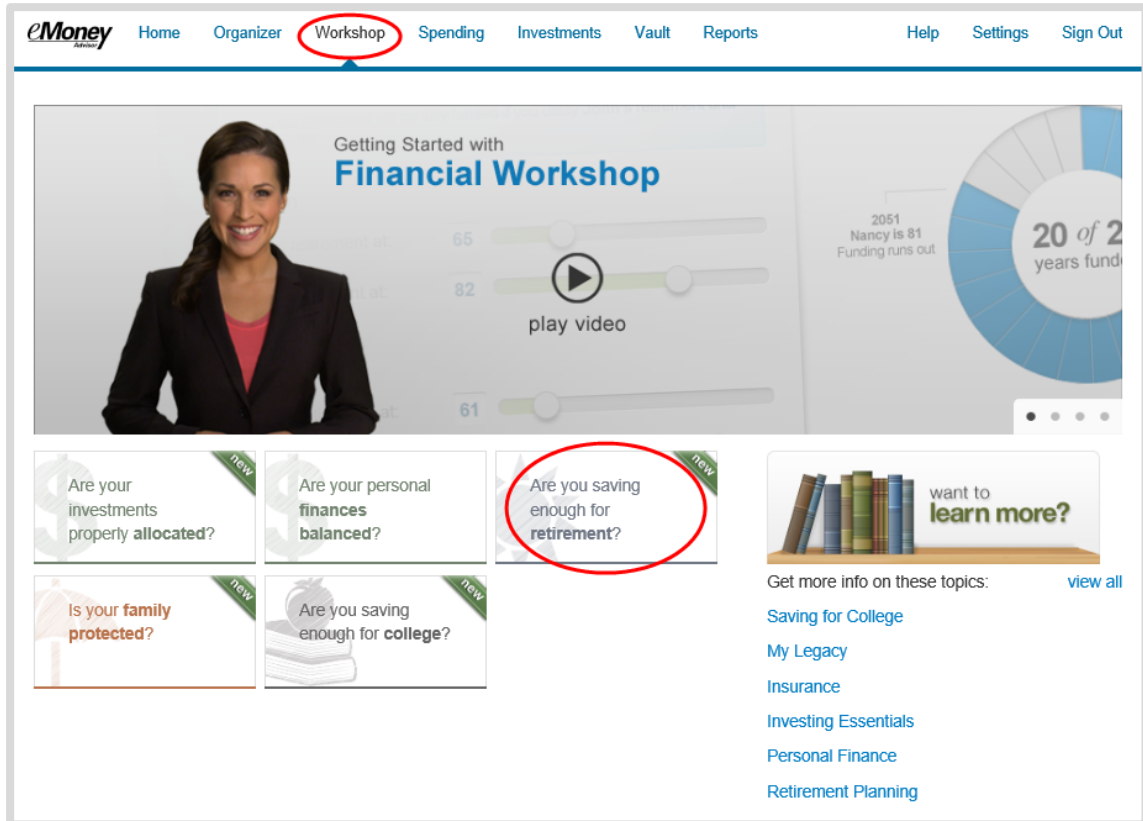 eMoney
Advisor
Home Organizer Workshop Spending Investments Vault Reports Help Settings Sign Out
Getting Started with
Financial Workshop
65
82
at:
play video
at:
61
2051
Nancy is 81
Funding runs out
20 of 2
years funde
new
Are your
investments
properly allocated?
Are your personal
finances
balanced?
new
Are you saving
enough for
retirement?
want to
learn more?
new
Is your family
protected?
new
Are you saving
enough for college?
Get more info on these topics: view all
Saving for College
My Legacy
Insurance
Investing Essentials
Personal Finance
Retirement Planning